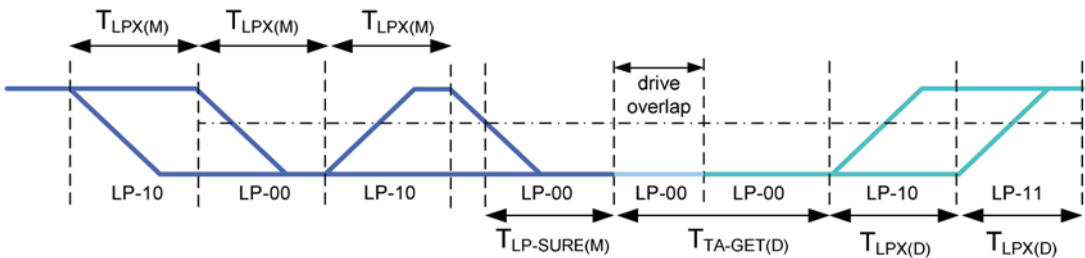 TLPX(M) TLPX(M) TLPX(M)
drive
overlap
LP-10 LP-00 LP-10 LP-00 LP-00 LP-00 LP-10 LP-11
TLP-SURE(M) TTA-GET(D) TLPX(D) TLPX(D)